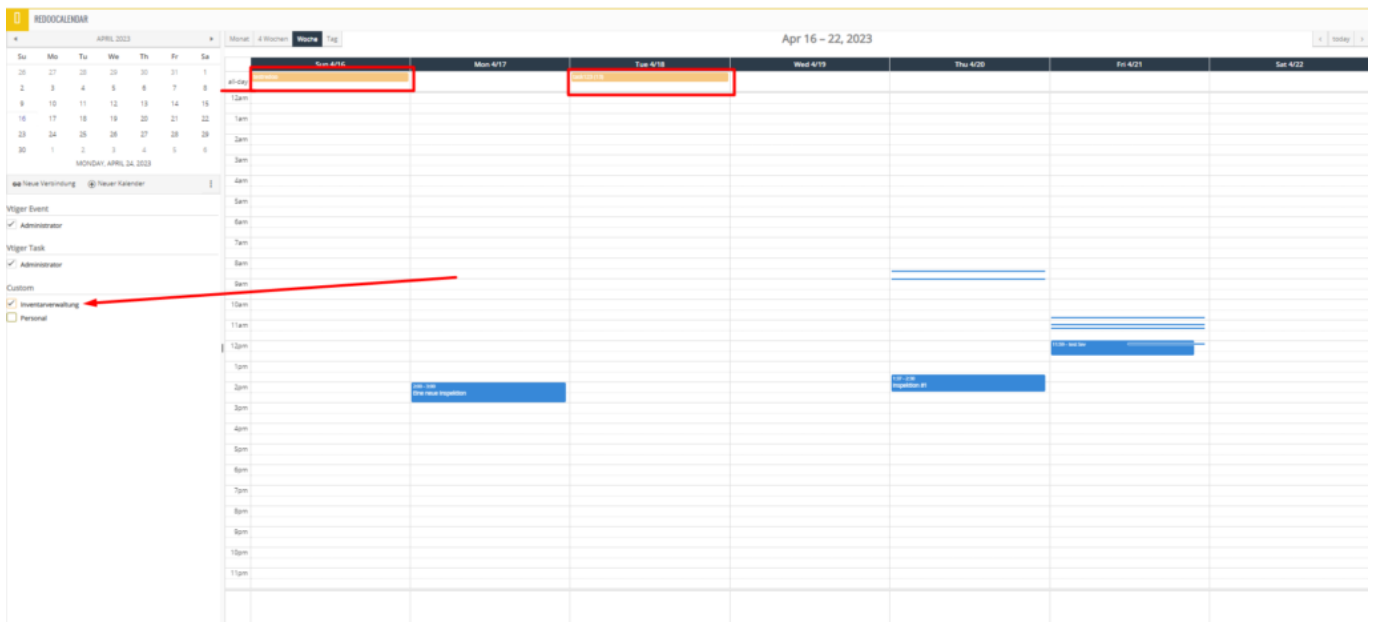 REDOOCALENDAR
◄ APRIL 2023 ►
Su Mo Tu We Th Fr Sa
26 27 28 29 30 31 1
2 3 4 5 6 7 8
9 10 11 12 13 14 15
16 17 18 19 20 21 22
23 24 25 26 27 28 29
30 1 2 3 4 5 6
MONDAY, APRIL 24, 2023
Neue Verbindung Neuer Kalender
Vtiger Event
Administrator
Vtiger Task
Administrator
Custom
Inventarverwaltung
Personal
Monat 4 Wochen Woche Tag
Apr 16 – 22, 2023
< today >
Sun 4/16 Mon 4/17 Tue 4/18 Wed 4/19 Thu 4/20 Fri 4/21 Sat 4/22
all-day
12am
1am
2am
3am
4am
5am
6am
7am
8am
9am
10am
11am
12pm
1pm
2pm
3pm
4pm
5pm
6pm
7pm
8pm
9pm
10pm
11pm
Eine neue Inspektion
Inspektion #1